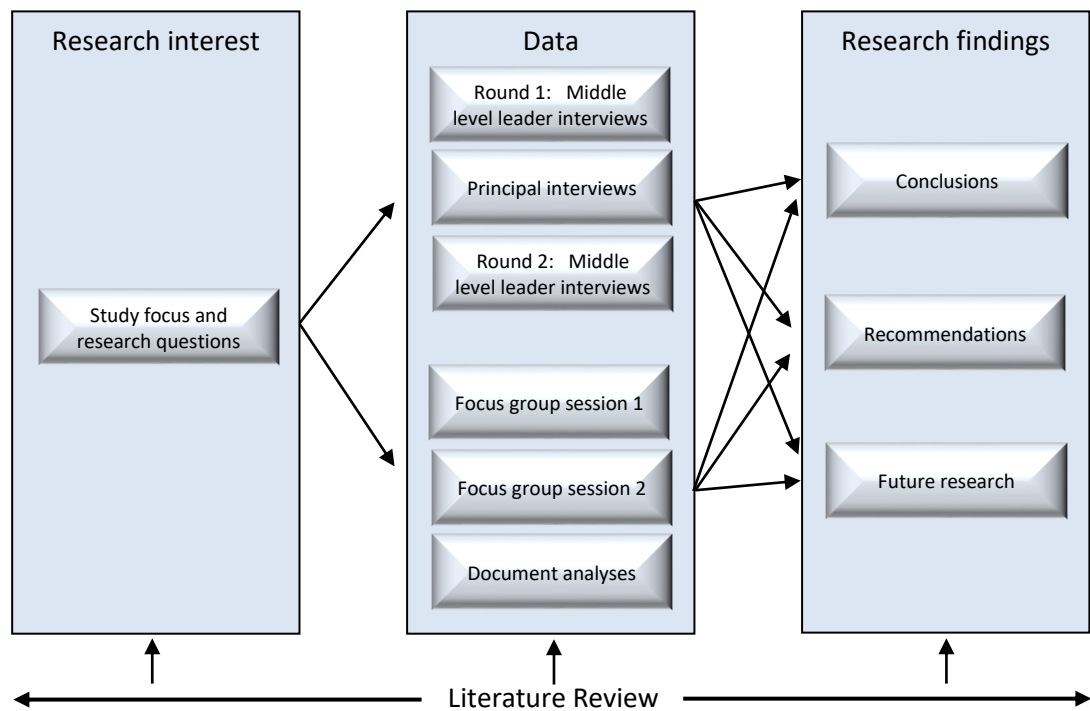 Research interest
Study focus and
research questions
Data
Round 1: Middle
level leader interviews
Principal interviews
Round 2: Middle
level leader interviews
Focus group session 1
Focus group session 2
Document analyses
Research findings
Conclusions
Recommendations
Future research
Literature Review